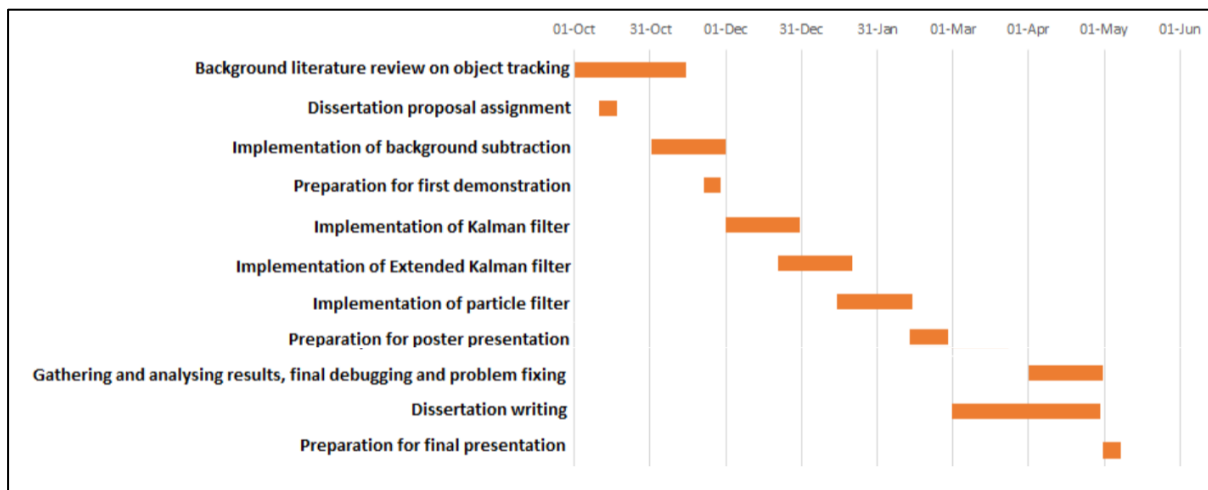 01-Oct 31-Oct 01-Dec 31-Dec 31-Jan 01-Mar 01-Apr 01-May 01-Jun
Background literature review on object tracking
Dissertation proposal assignment
Implementation of background subtraction
Preparation for first demonstration
Implementation of Kalman filter
Implementation of Extended Kalman filter
Implementation of particle filter
Preparation for poster presentation
Gathering and analysing results, final debugging and problem fixing
Dissertation writing
Preparation for final presentation